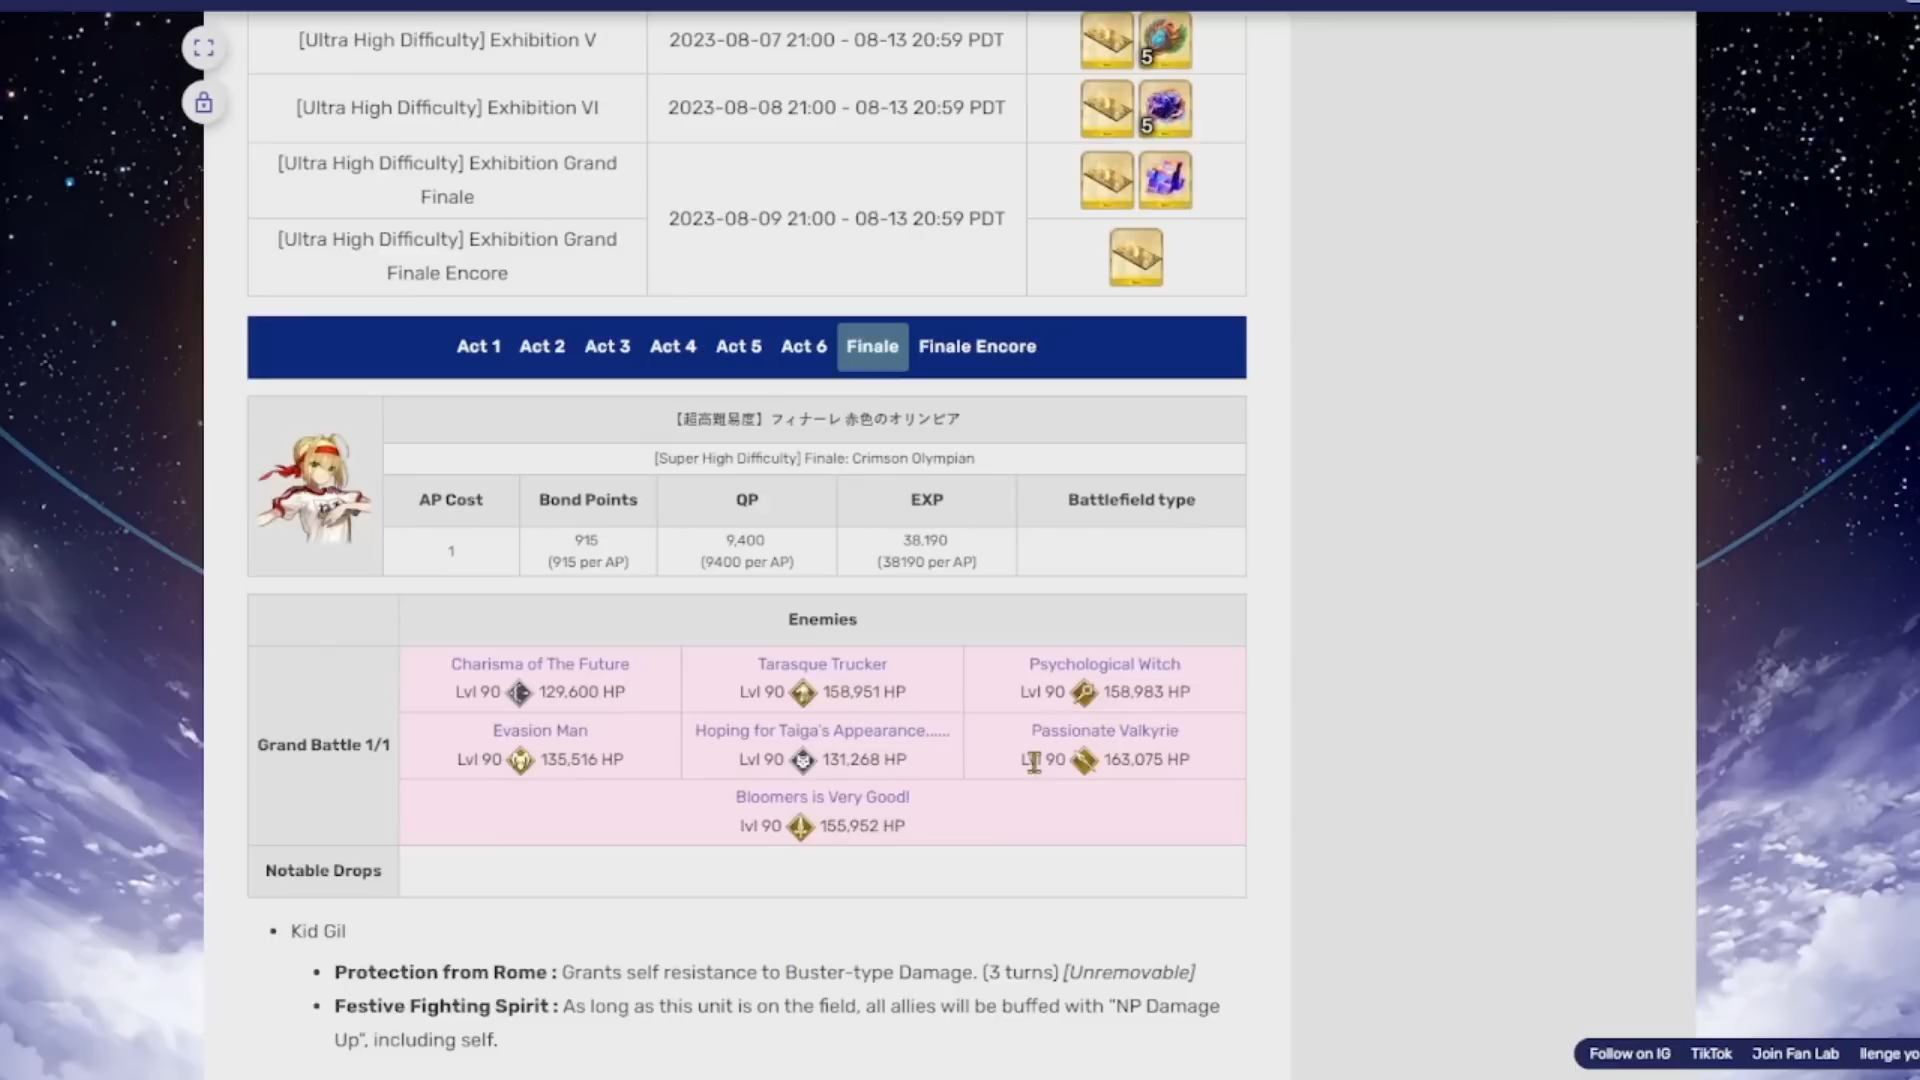 [Ultra High Difficulty] Exhibition V
2023-08-07 21:00 - 08-13 20:59 PDT
5
[Ultra High Difficulty] Exhibition VI
2023-08-08 21:00 - 08-13 20:59 PDT
5
[Ultra High Difficulty] Exhibition Grand
Finale
2023-08-09 21:00 - 08-13 20:59 PDT
[Ultra High Difficulty] Exhibition Grand
Finale Encore
Act 1 Act 2 Act 3 Act 4 Act 5 Act 6 Finale Finale Encore
【超高難易度】フィナーレ 赤色のオリンピア
[Super High Difficulty] Finale: Crimson Olympian
AP Cost Bond Points QP EXP Battlefield type
1 915 9,400 38.190
(915 per AP) (9400 per AP) (38190 per AP)
Enemies
Charisma of The Future Tarasque Trucker Psychological Witch
Lvl 90 129,600 HP Lvl 90 158,951 HP Lvl 90 158,983 HP
Evasion Man Hoping for Taiga's Appearance...... Passionate Valkyrie
Grand Battle 1/1
Lvl 90 135,516 HP Lvl 90 131,268 HP Lvl 90 163,075 HP
Bloomers is Very Good!
lvl 90 155,952 HP
Notable Drops
• Kid Gil
• Protection from Rome : Grants self resistance to Buster-type Damage. (3 turns) [Unremovable]
• Festive Fighting Spirit : As long as this unit is on the field, all allies will be buffed with "NP Damage
Up", including self.
Follow on IG TikTok Join Fan Lab llenge yo